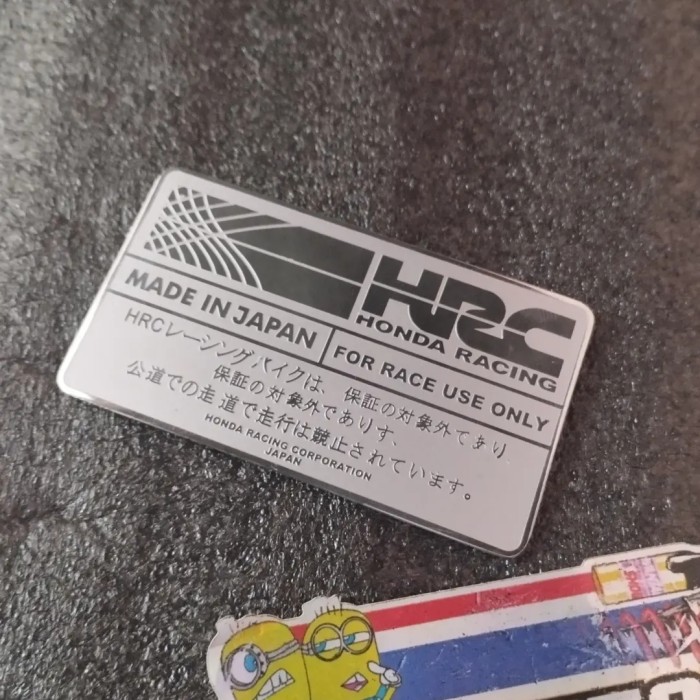 HRC
HONDA RACING
MADE IN JAPAN
FOR RACE USE ONLY
HRCレーシングバイクは、保証の対象外てあり
保証の対象外でありず、
公道での走 道で走行は競止されています。
HONDA RACING CORPORATION
JAPAN